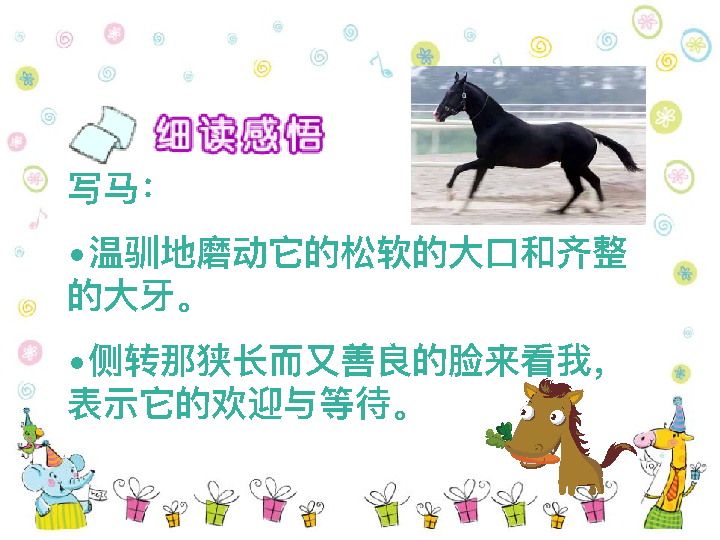 细读感悟
写马：
•温驯地磨动它的松软的大口和齐整
的大牙。
•侧转那狭长而又善良的脸来看我，
表示它的欢迎与等待。